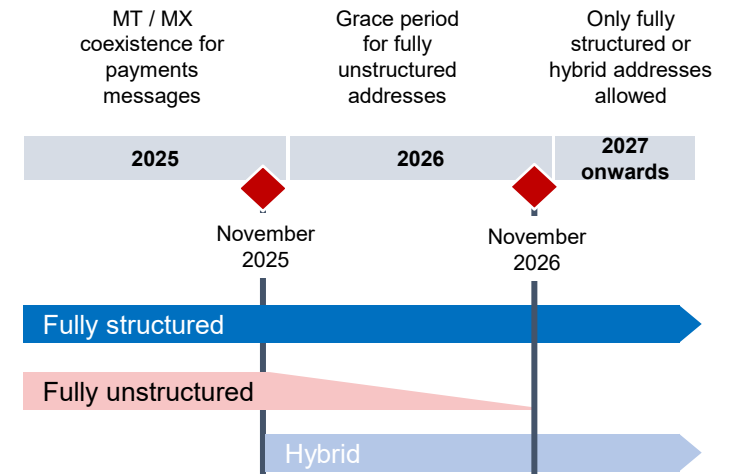 MT / MX
coexistence for
payments
messages
Grace period
for fully
unstructured
addresses
Only fully
structured or
hybrid addresses
allowed
2025
2026
2027
onwards
November
2025
November
2026
Fully structured
Fully unstructured
Hybrid